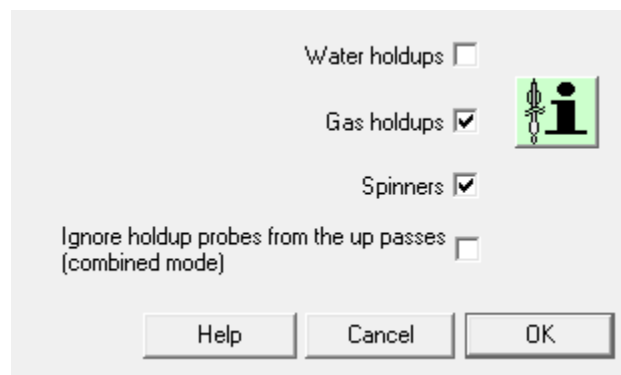 Water holdups
Gas holdups
Spinners
Ignore holdup probes from the up passes
(combined mode)
Help Cancel OK